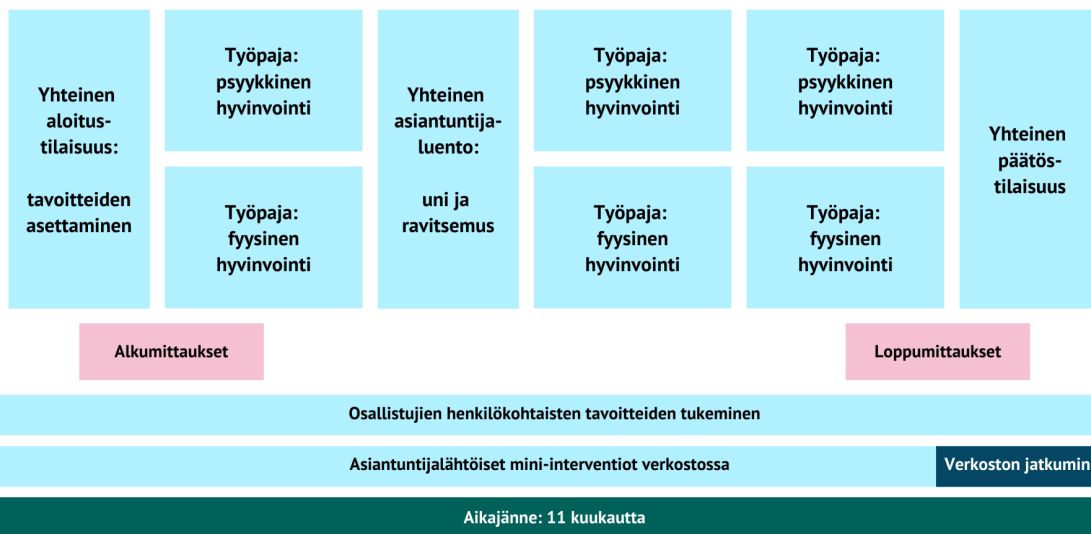 Yhteinen
aloitus-
tilaisuus:
tavoitteiden
asettaminen
Työpaja:
psyykkinen
hyvinvointi
Työpaja:
fyysinen
hyvinvointi
Yhteinen
asiantuntija-
luento:
uni ja
ravitsemus
Työpaja:
psyykkinen
hyvinvointi
Työpaja:
fyysinen
hyvinvointi
Työpaja:
psyykkinen
hyvinvointi
Työpaja:
fyysinen
hyvinvointi
Yhteinen
päätös-
tilaisuus
Alkumittaukset
Loppumittaukset
Osallistujien henkilökohtaisten tavoitteiden tukeminen
Asiantuntijalähtöiset mini-interventiot verkostossa
Verkoston jatkumin
Aikajänne: 11 kuukautta